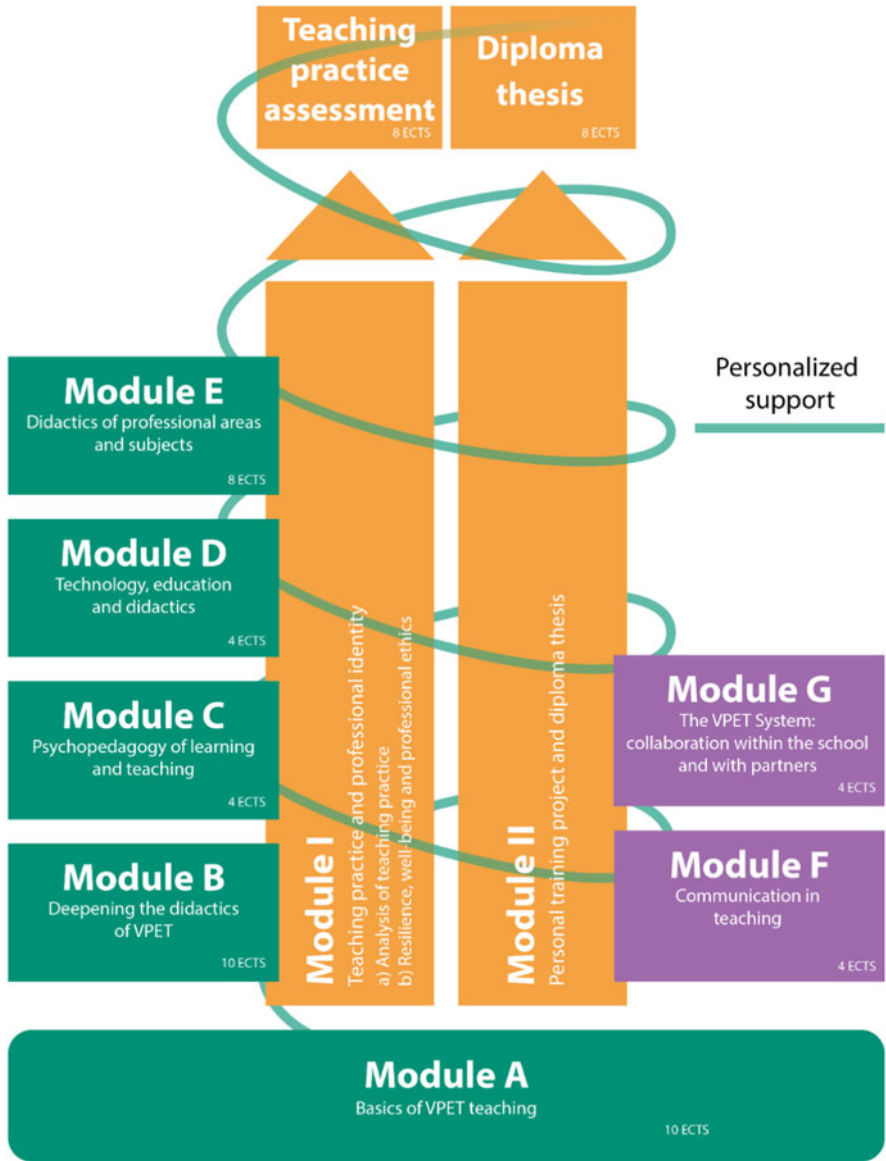 Teaching
practice
assessment
8 ECTS
Diploma
thesis
8 ECTS
Personalized
support
Module E
Didactics of professional areas
and subjects
8 ECTS
Module D
Technology, education
and didactics
4 ECTS
Module C
Psychopedagogy of learning
and teaching
4 ECTS
Module B
Deepening the didactics
of VPET
10 ECTS
Module I
Teaching practice and professional identity
a) Analysis of teaching practice
b) Resilience, well-being and professional ethics
Module II
Personal training project and diploma thesis
Module G
The VPET System:
collaboration within the school
and with partners
4 ECTS
Module F
Communication in
teaching
4 ECTS
Module A
Basics of VPET teaching
10 ECTS